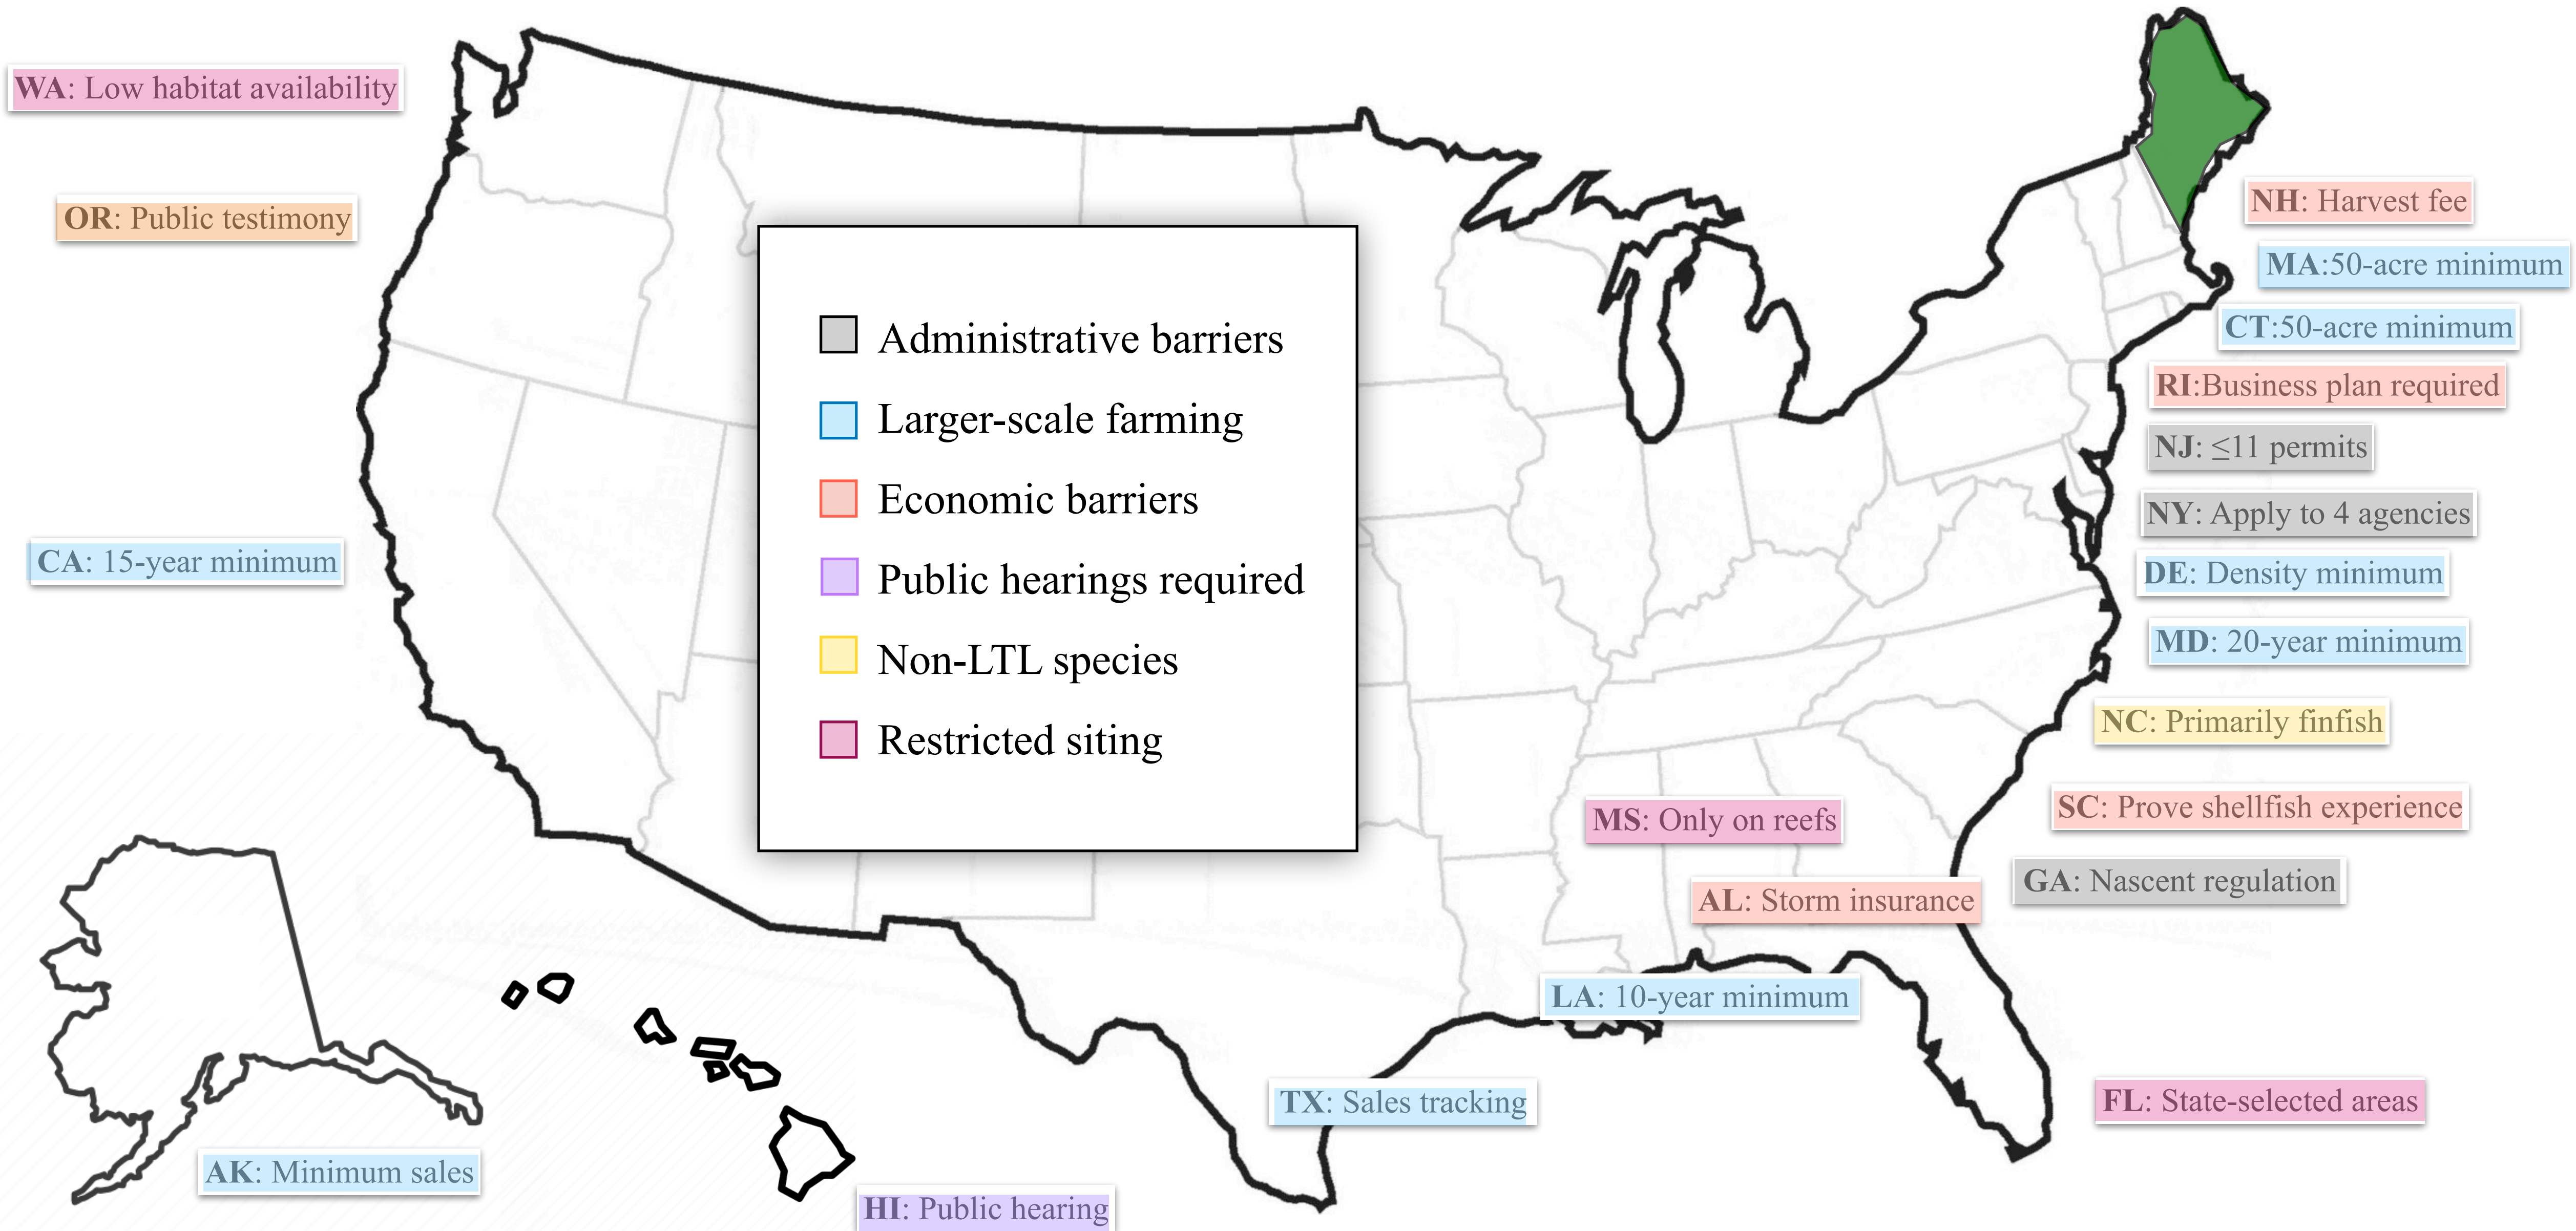 WA: Low habitat availability
OR: Public testimony
CA: 15-year minimum
AK: Minimum sales
HI: Public hearing
Administrative barriers
Larger-scale farming
Economic barriers
Public hearings required
Non-LTL species
Restricted siting
NH: Harvest fee
MA:50-acre minimum
CT:50-acre minimum
RI:Business plan required
NJ: ≤11 permits
NY: Apply to 4 agencies
DE: Density minimum
MD: 20-year minimum
NC: Primarily finfish
SC: Prove shellfish experience
GA: Nascent regulation
MS: Only on reefs
AL: Storm insurance
LA: 10-year minimum
TX: Sales tracking
FL: State-selected areas